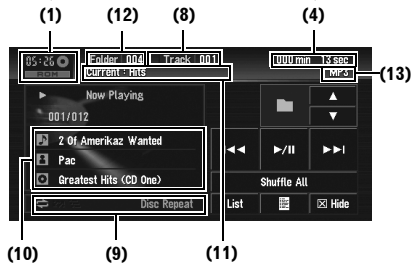 (1) (12) (8) (4)
05:26 Folder 004 Track 001 000 min 13 sec
ROM Current : Hits MP3
(13)
Now Playing
001/012
2 Of Amerikaz Wanted
Pac
Greatest Hits (CD One)
Shuffle All
Disc Repeat List Hide
(10) (9) (11)